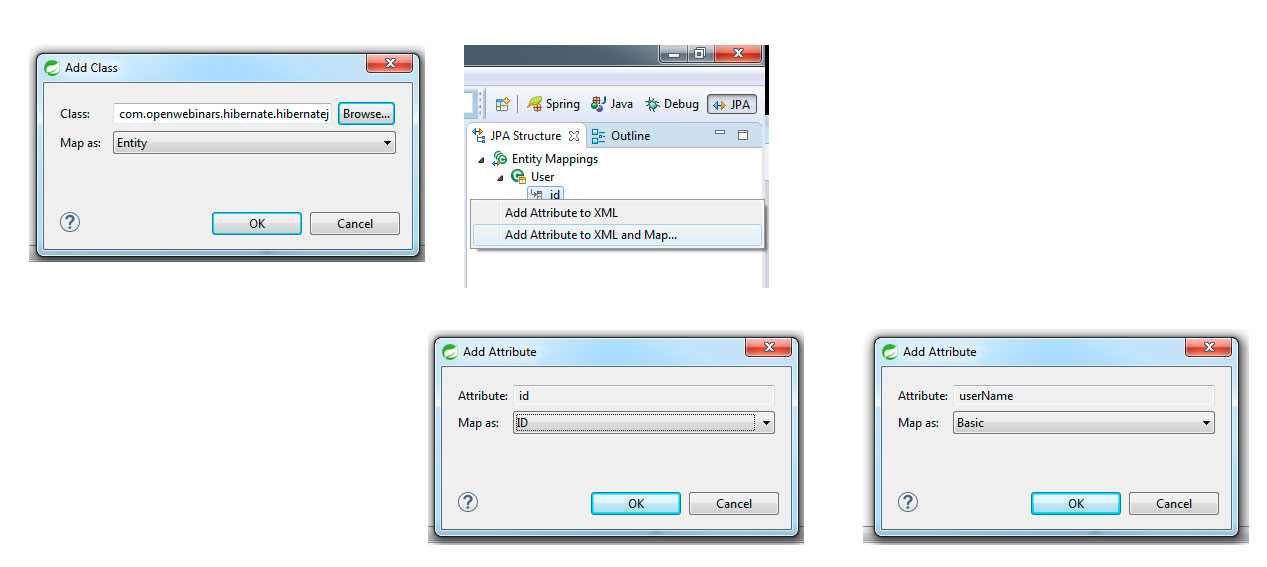 Add Class
Class: com.openwebinars.hibernate.hibernatej Browse...
Map as: Entity
OK Cancel
Spring Java Debug JPA
JPA Structure Outline
Entity Mappings
User
id
Add Attribute to XML
Add Attribute to XML and Map...
Add Attribute
Attribute: id
Map as: ID
OK Cancel
Add Attribute
Attribute: userName
Map as: Basic
OK Cancel